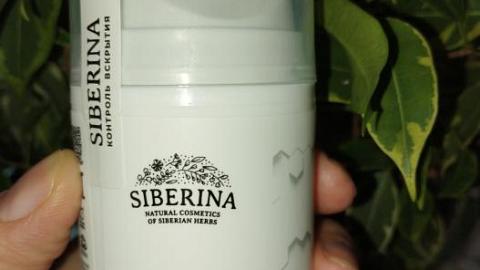 SIBERINA
КОНТРОЛЬ ВСКРЫТИЯ
SIBERINA
NATURAL COSMETICS
OF SIBERIAN HERBS